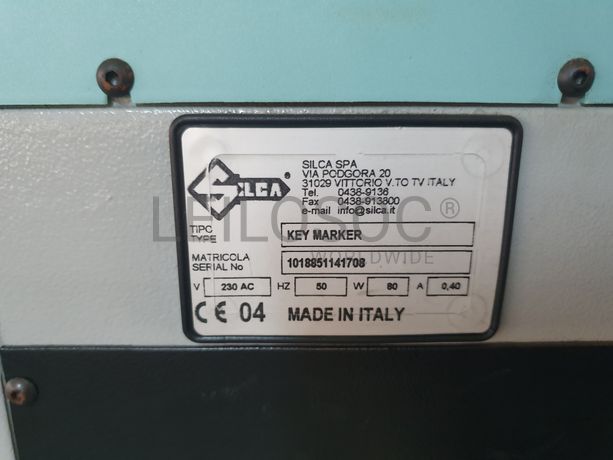 SILCA®
SILCA SPA
VIA PODGORA 20
31029 VITTORIO V.TO TV ITALY
Tel. 0438-9136
Fax 0438-913800
e-mail info@silca.it
LEILOSOC®
WORLDWIDE
TIPO
TYPE KEY MARKER
MATRICOLA
SERIAL No 1018851141708
V 230 AC HZ 50 W 80 A 0,40
CE 04 MADE IN ITALY